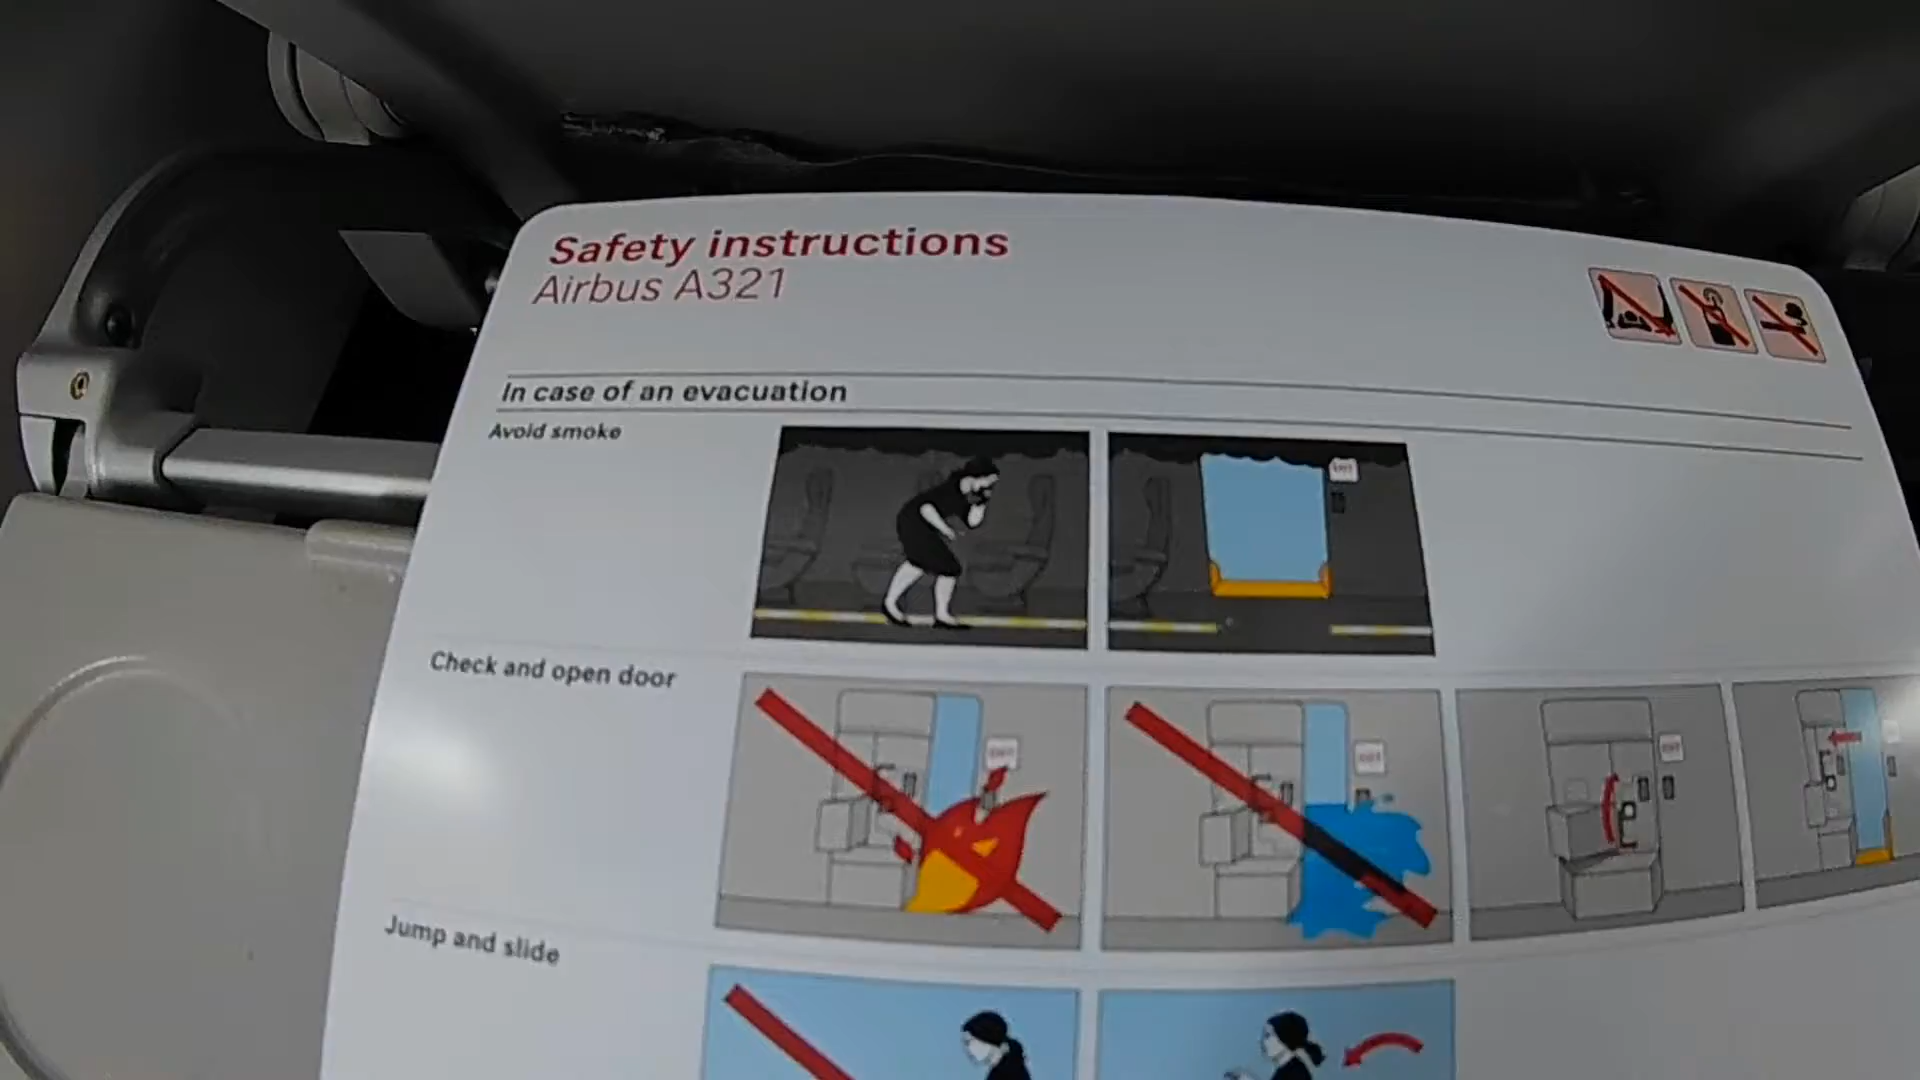 Safety instructions
Airbus A321
In case of an evacuation
Avoid smoke
Check and open door
Jump and slide